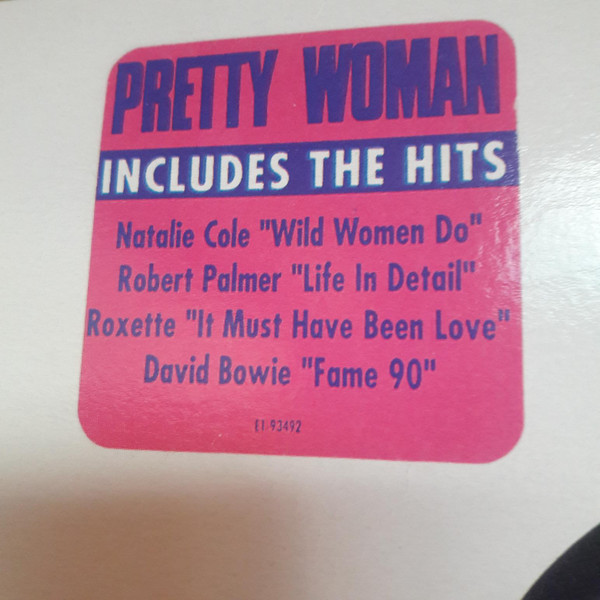 PRETTY WOMAN
INCLUDES THE HITS
Natalie Cole "Wild Women Do"
Robert Palmer "Life In Detail"
Roxette "It Must Have Been Love"
David Bowie "Fame 90"
E1-93492